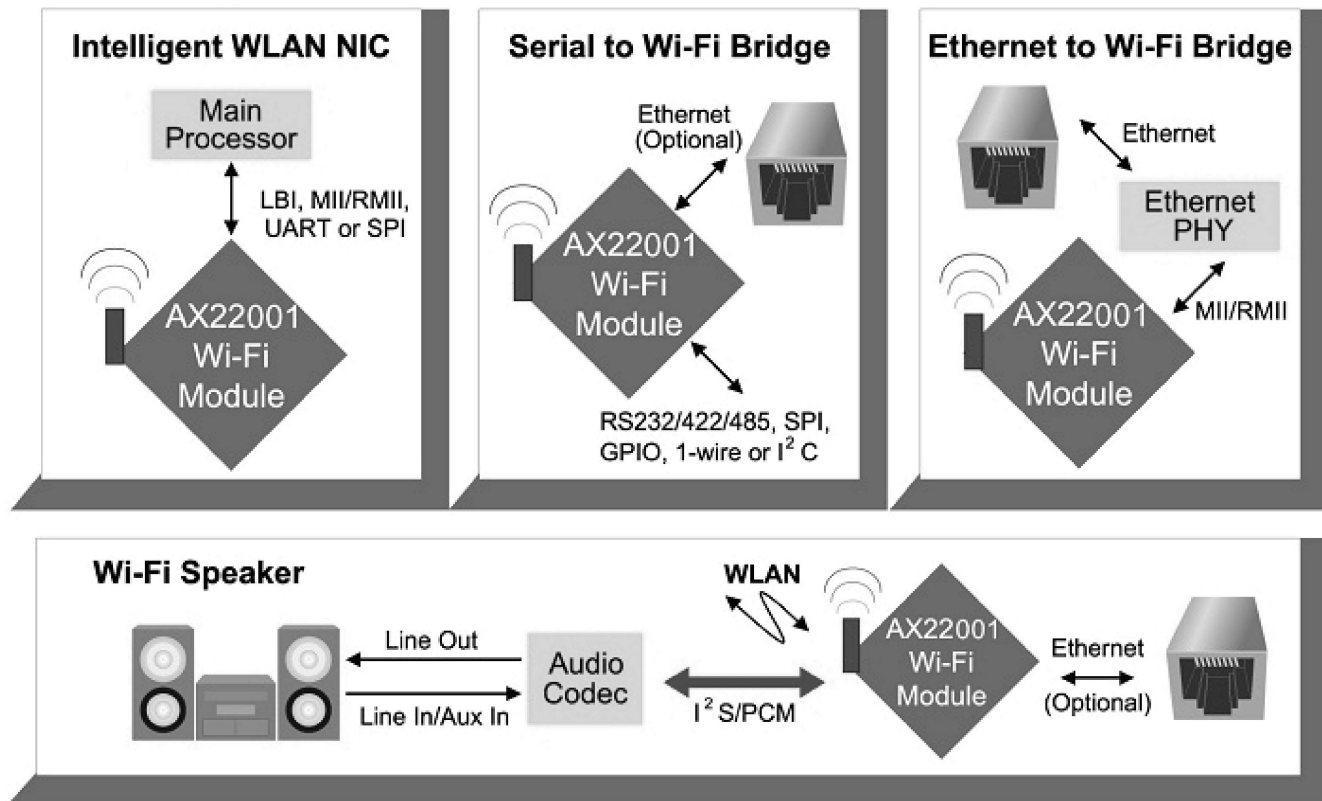 Intelligent WLAN NIC
Main
Processor
LBI, MII/RMII,
UART or SPI
AX22001
Wi-Fi
Module
Serial to Wi-Fi Bridge
Ethernet
(Optional)
AX22001
Wi-Fi
Module
RS232/422/485, SPI,
GPIO, 1-wire or I² C
Ethernet to Wi-Fi Bridge
Ethernet
Ethernet
PHY
MII/RMII
AX22001
Wi-Fi
Module
Wi-Fi Speaker
Line Out
Line In/Aux In
Audio
Codec
I² S/PCM
WLAN
AX22001
Wi-Fi
Module
Ethernet
(Optional)